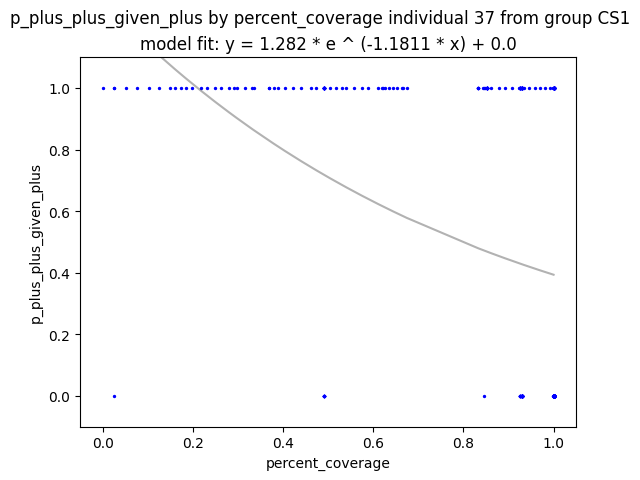 p_plus_plus_given_plus by percent_coverage individual 37 from group CS1
model fit: y = 1.282 * e ^ (-1.1811 * x) + 0.0
p_plus_plus_given_plus
1.0
0.8
0.6
0.4
0.2
0.0
0.0 0.2 0.4 0.6 0.8 1.0
percent_coverage